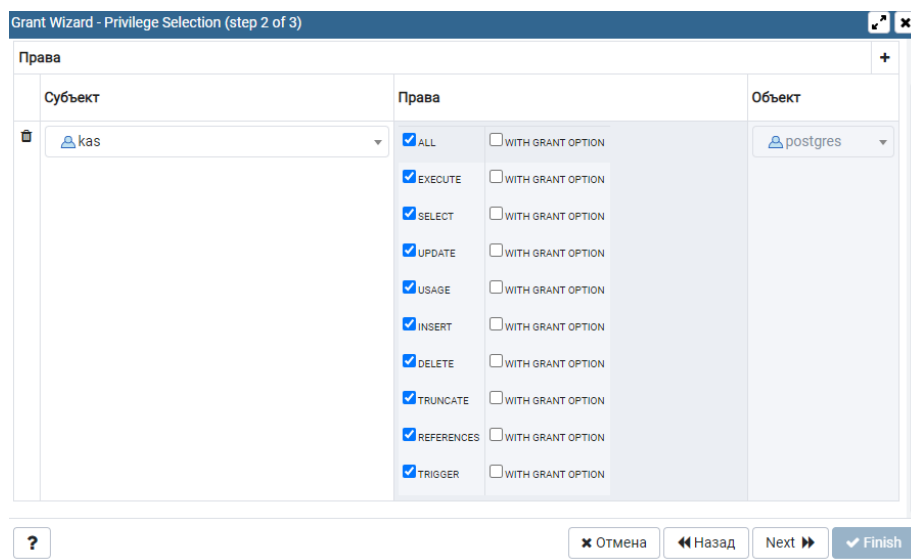 Grant Wizard - Privilege Selection (step 2 of 3)
Права
Субъект Права Объект
kas ALL WITH GRANT OPTION postgres
EXECUTE WITH GRANT OPTION
SELECT WITH GRANT OPTION
UPDATE WITH GRANT OPTION
USAGE WITH GRANT OPTION
INSERT WITH GRANT OPTION
DELETE WITH GRANT OPTION
TRUNCATE WITH GRANT OPTION
REFERENCES WITH GRANT OPTION
TRIGGER WITH GRANT OPTION
? Отмена Назад Next Finish